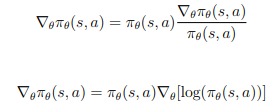 ∇θπθ(s, a) = πθ(s, a) ∇θπθ(s, a) / πθ(s, a)
∇θπθ(s, a) = πθ(s, a)∇θ[log(πθ(s, a))]